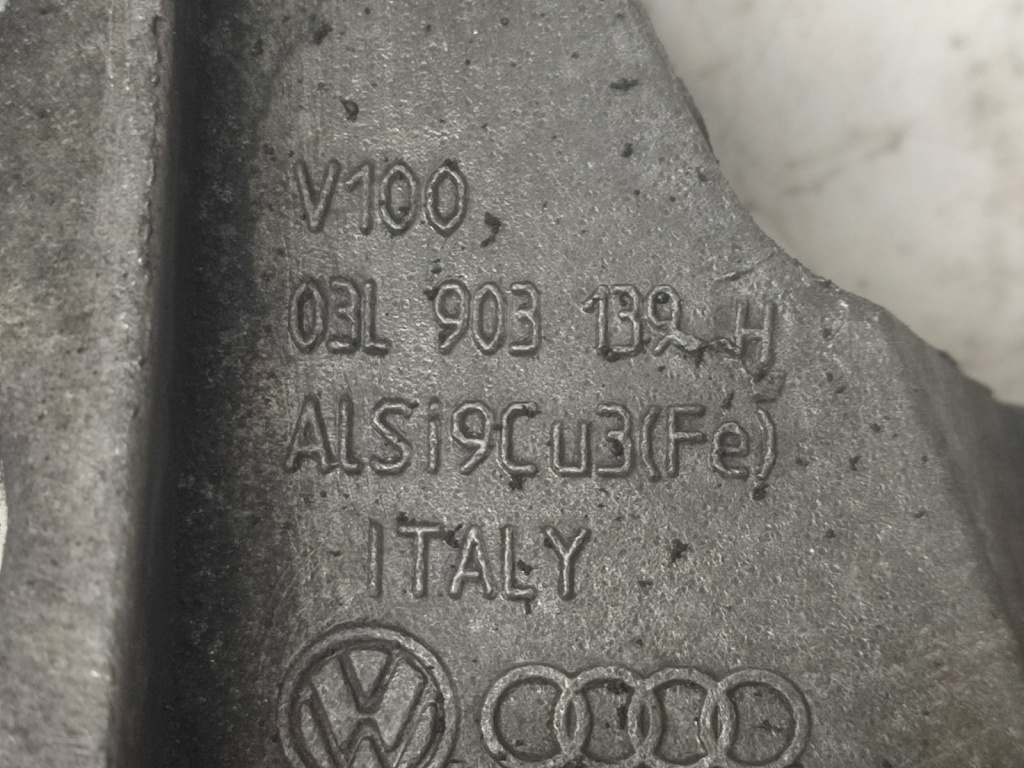 V100
03L 903 139 H
AlSi9Cu3(Fe)
ITALY
VW